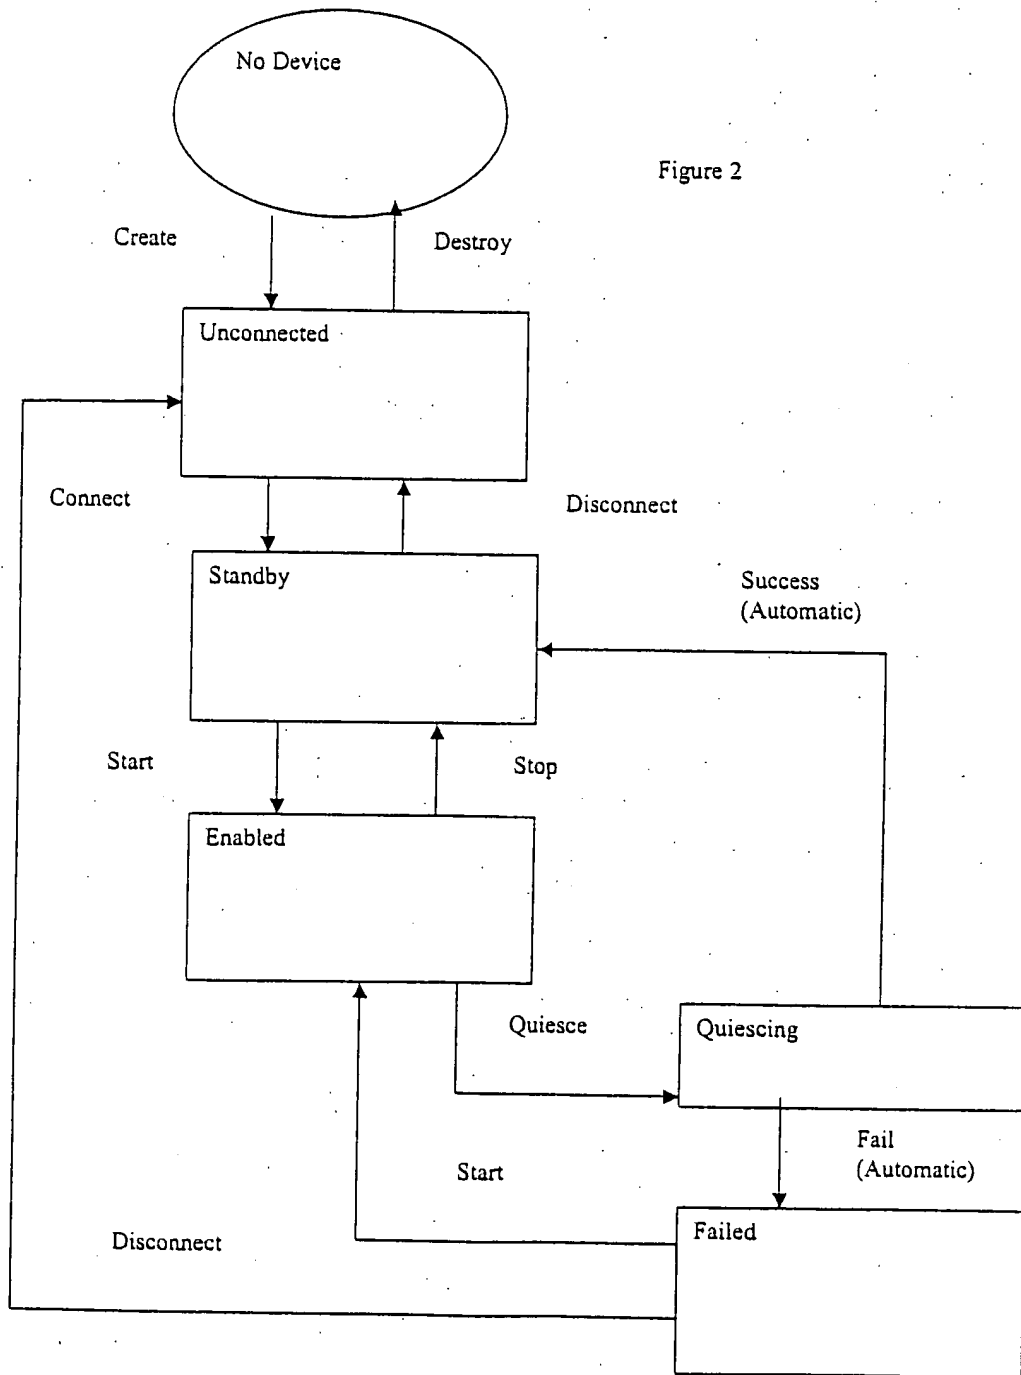 No Device
Figure 2
Create
Destroy
Unconnected
Connect
Disconnect
Standby
Success
(Automatic)
Start
Stop
Enabled
Quiesce
Quiescing
Fail
(Automatic)
Start
Failed
Disconnect